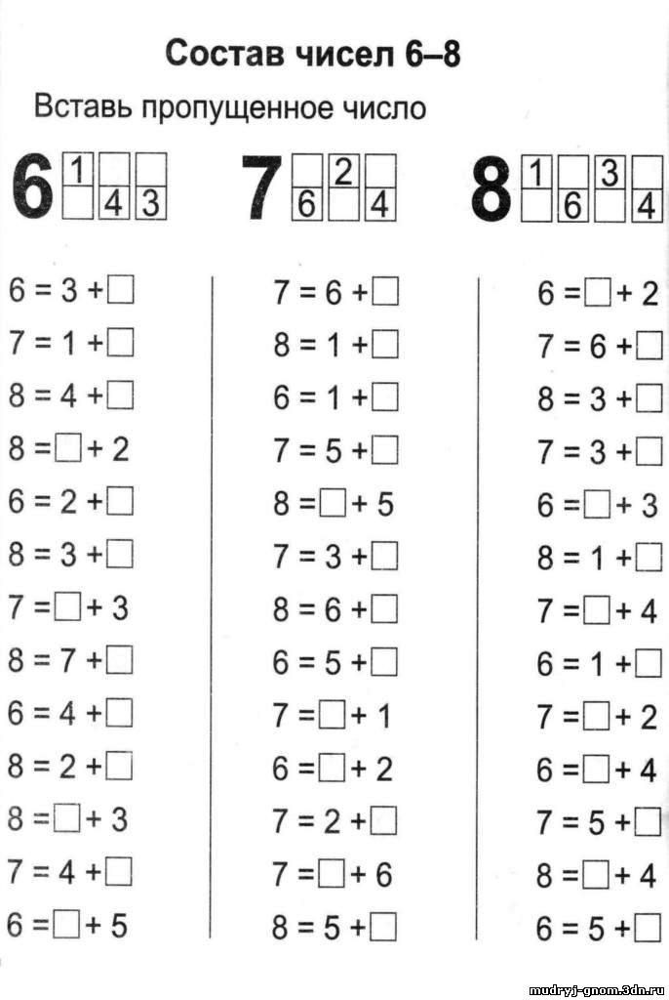 Состав чисел 6–8
Вставь пропущенное число
6 1 4 3 7 6 2 4 8 1 6 3 4
6 = 3 + □
7 = 1 + □
8 = 4 + □
8 = □ + 2
6 = 2 + □
8 = 3 + □
7 = □ + 3
8 = 7 + □
6 = 4 + □
8 = 2 + □
8 = □ + 3
7 = 4 + □
6 = □ + 5
7 = 6 + □
8 = 1 + □
6 = 1 + □
7 = 5 + □
8 = □ + 5
7 = 3 + □
8 = 6 + □
6 = 5 + □
7 = □ + 1
6 = □ + 2
7 = 2 + □
7 = □ + 6
8 = 5 + □
6 = □ + 2
7 = 6 + □
8 = 3 + □
7 = 3 + □
6 = □ + 3
8 = 1 + □
7 = □ + 4
6 = 1 + □
7 = □ + 2
6 = □ + 4
7 = 5 + □
8 = □ + 4
6 = 5 + □
mudryj-gnom.3dn.ru